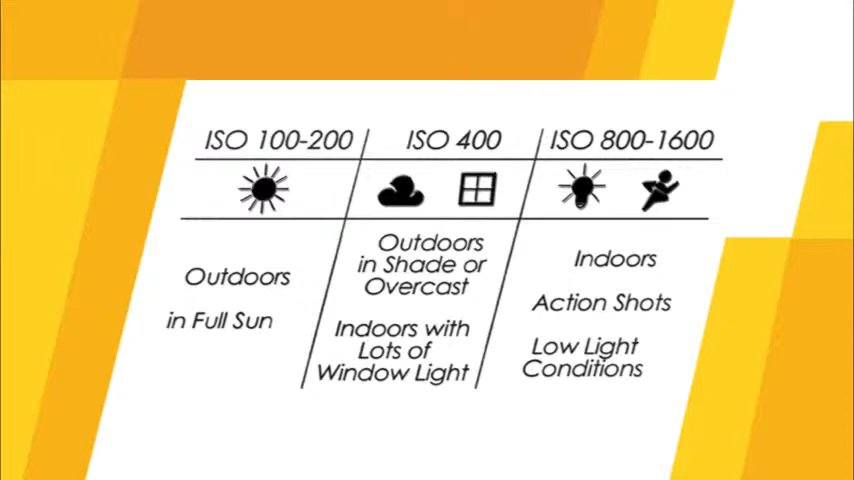 ISO 100-200
ISO 400
ISO 800-1600
Outdoors
in Full Sun
Outdoors
in Shade or
Overcast
Indoors with
Lots of
Window Light
Indoors
Action Shots
Low Light
Conditions